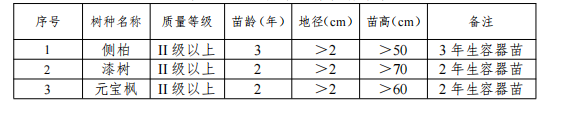 序号 树种名称 质量等级 苗龄(年) 地径(cm) 苗高(cm) 备注
1 侧柏 II 级以上 3 >2 >50 3 年生容器苗
2 漆树 II 级以上 2 >2 >70 2 年生容器苗
3 元宝枫 II 级以上 2 >2 >60 2 年生容器苗